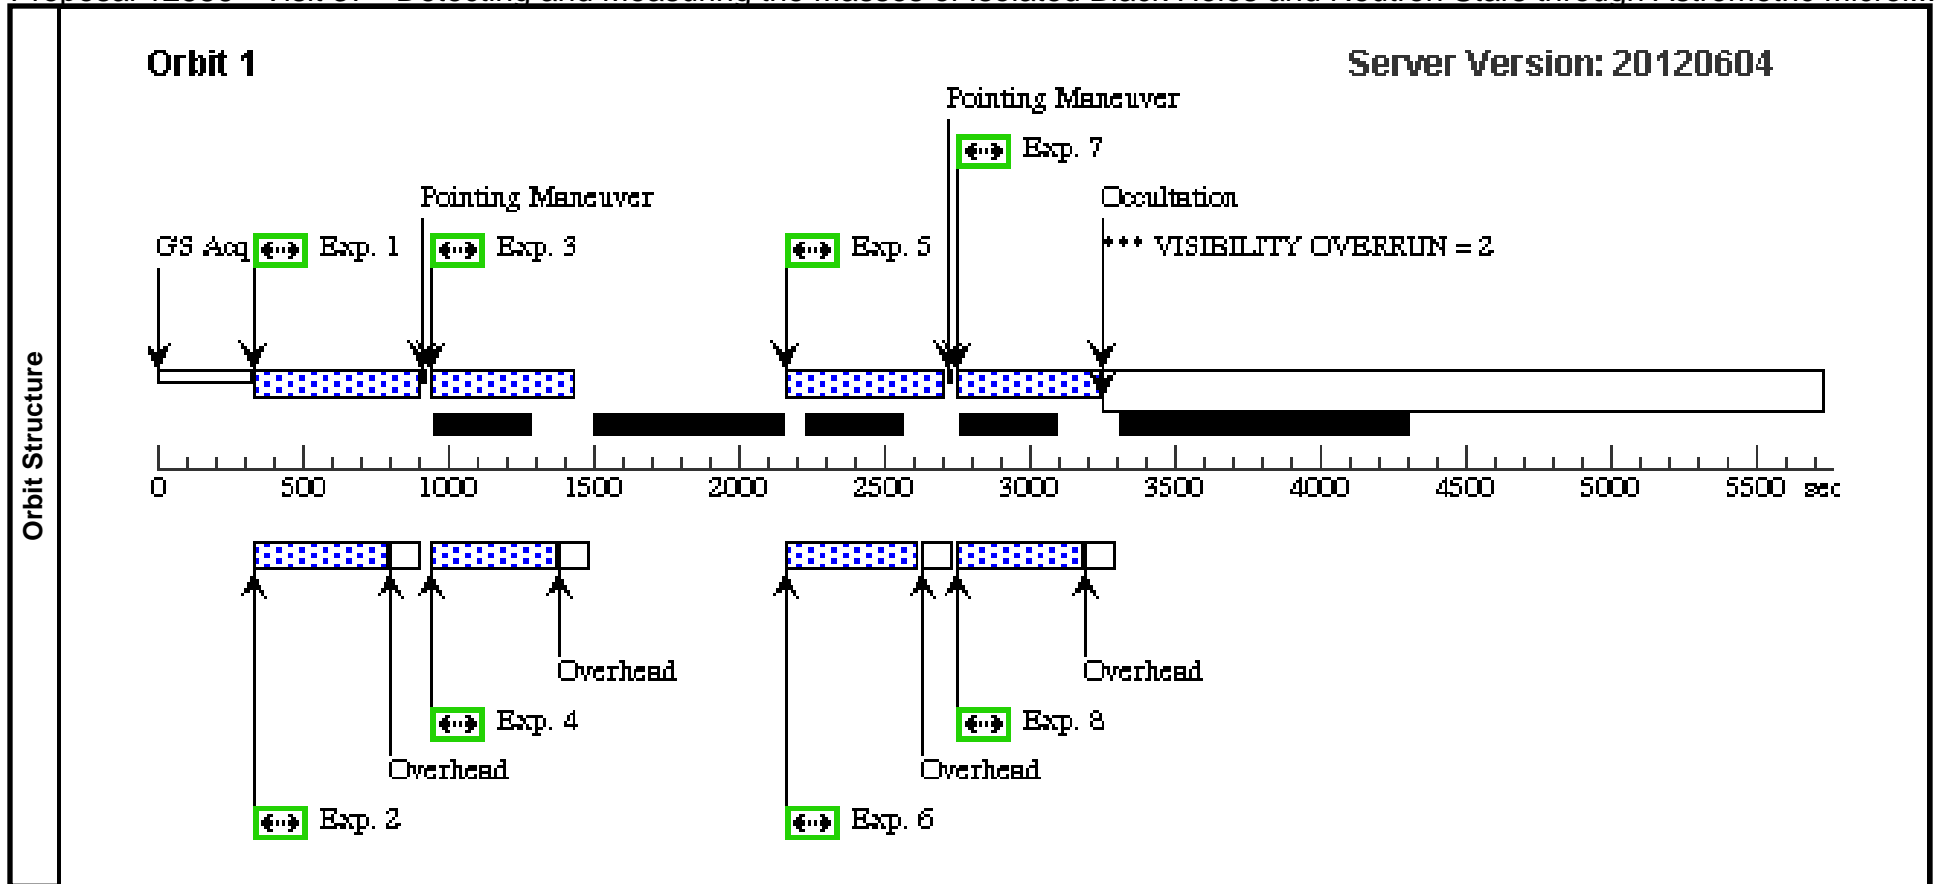 Orbit Structure
Orbit 1
Server Version: 20120604
Pointing Maneuver
Exp. 7
Pointing Maneuver
Occultation
GS Acq
Exp. 1
Exp. 3
Exp. 5
*** VISIBILITY OVERRUN = 2
0 500 1000 1500 2000 2500 3000 3500 4000 4500 5000 5500 sec
Overhead
Overhead
Exp. 4
Exp. 8
Overhead
Overhead
Exp. 2
Exp. 6